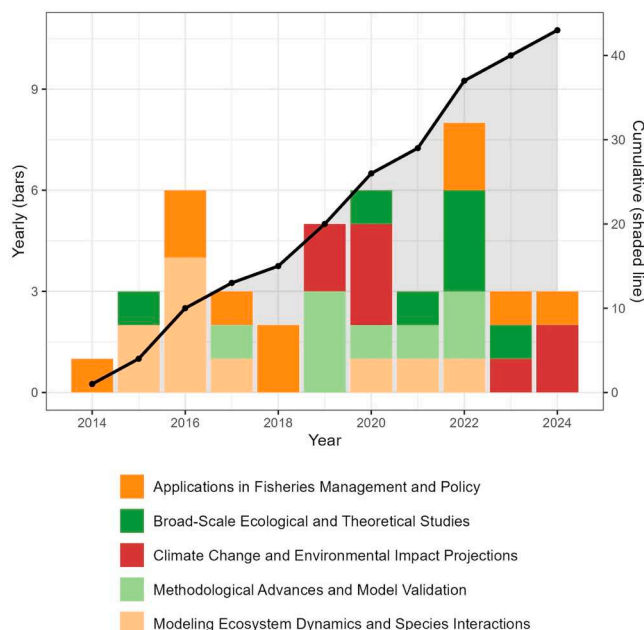 9
6
3
0
Yearly (bars)
40
30
20
10
0
Cumulative (shaded line)
2014 2016 2018 2020 2022 2024
Year
Applications in Fisheries Management and Policy
Broad-Scale Ecological and Theoretical Studies
Climate Change and Environmental Impact Projections
Methodological Advances and Model Validation
Modeling Ecosystem Dynamics and Species Interactions